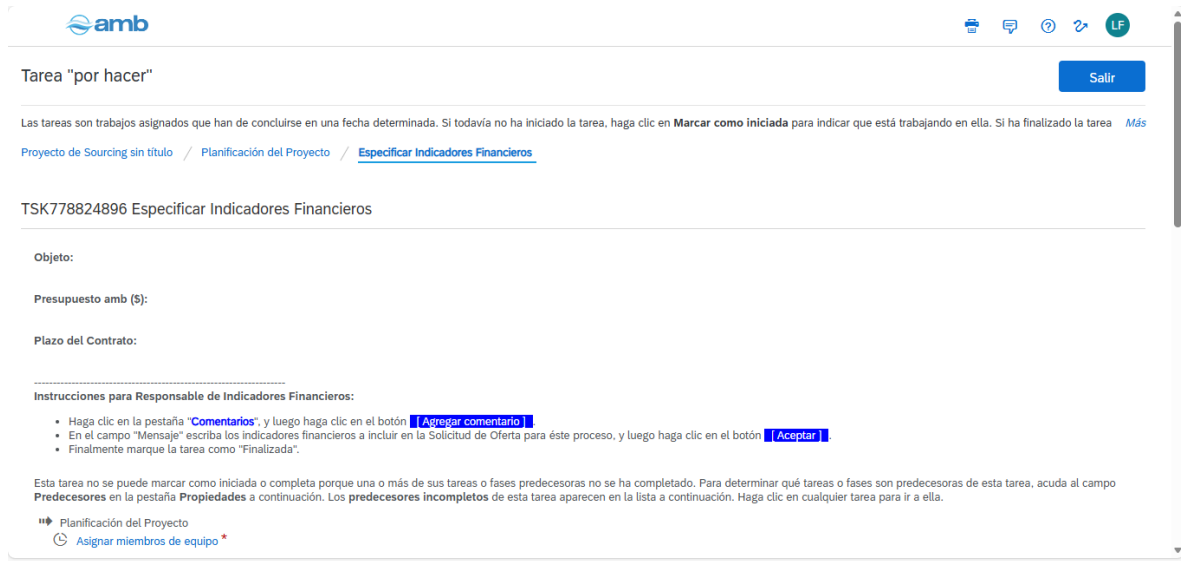 amb
LF
Tarea "por hacer"
Salir
Las tareas son trabajos asignados que han de concluirse en una fecha determinada. Si todavía no ha iniciado la tarea, haga clic en Marcar como iniciada para indicar que está trabajando en ella. Si ha finalizado la tarea Más
Proyecto de Sourcing sin título / Planificación del Proyecto / Especificar Indicadores Financieros
TSK778824896 Especificar Indicadores Financieros
Objeto:
Presupuesto amb ($):
Plazo del Contrato:
-------------------------------------------------------------------
Instrucciones para Responsable de Indicadores Financieros:
• Haga clic en la pestaña "Comentarios", y luego haga clic en el botón [ Agregar comentario ] .
• En el campo "Mensaje" escriba los indicadores financieros a incluir en la Solicitud de Oferta para éste proceso, y luego haga clic en el botón [ Aceptar ] .
• Finalmente marque la tarea como "Finalizada".
Esta tarea no se puede marcar como iniciada o completa porque una o más de sus tareas o fases predecesoras no se ha completado. Para determinar qué tareas o fases son predecesoras de esta tarea, acuda al campo
Predecesores en la pestaña Propiedades a continuación. Los predecesores incompletos de esta tarea aparecen en la lista a continuación. Haga clic en cualquier tarea para ir a ella.
Planificación del Proyecto
Asignar miembros de equipo *